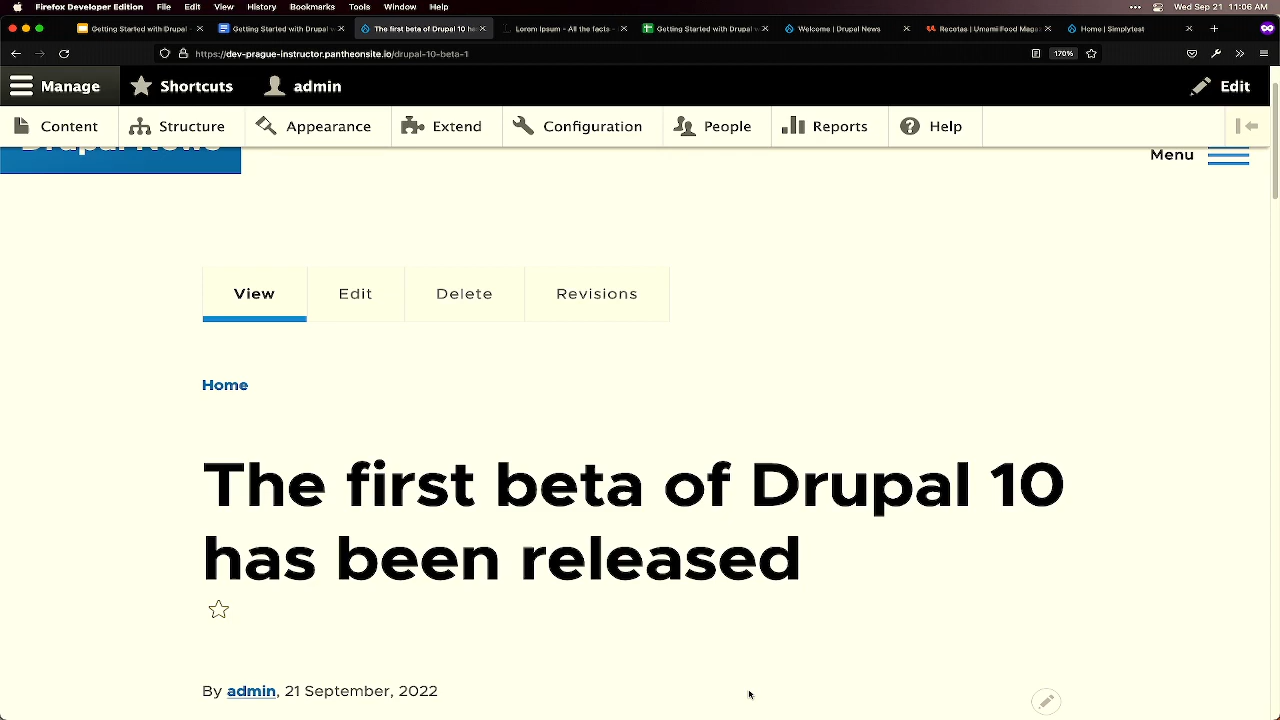 Firefox Developer Edition File Edit View History Bookmarks Tools Window Help Wed Sep 21 11:06 AM
Getting Started with Drupal - Getting Started with Drupal w The first beta of Drupal 10 ha Lorem Ipsum - All the facts - Getting Started with Drupal w Welcome | Drupal News Recetas | Umami Food Maga Home | Simplytest
https://dev-prague-instructor.pantheonsite.io/drupal-10-beta-1 170%
Manage Shortcuts admin Edit
Content Structure Appearance Extend Configuration People Reports Help
Drupal News
Menu
View Edit Delete Revisions
Home
The first beta of Drupal 10
has been released
By admin, 21 September, 2022